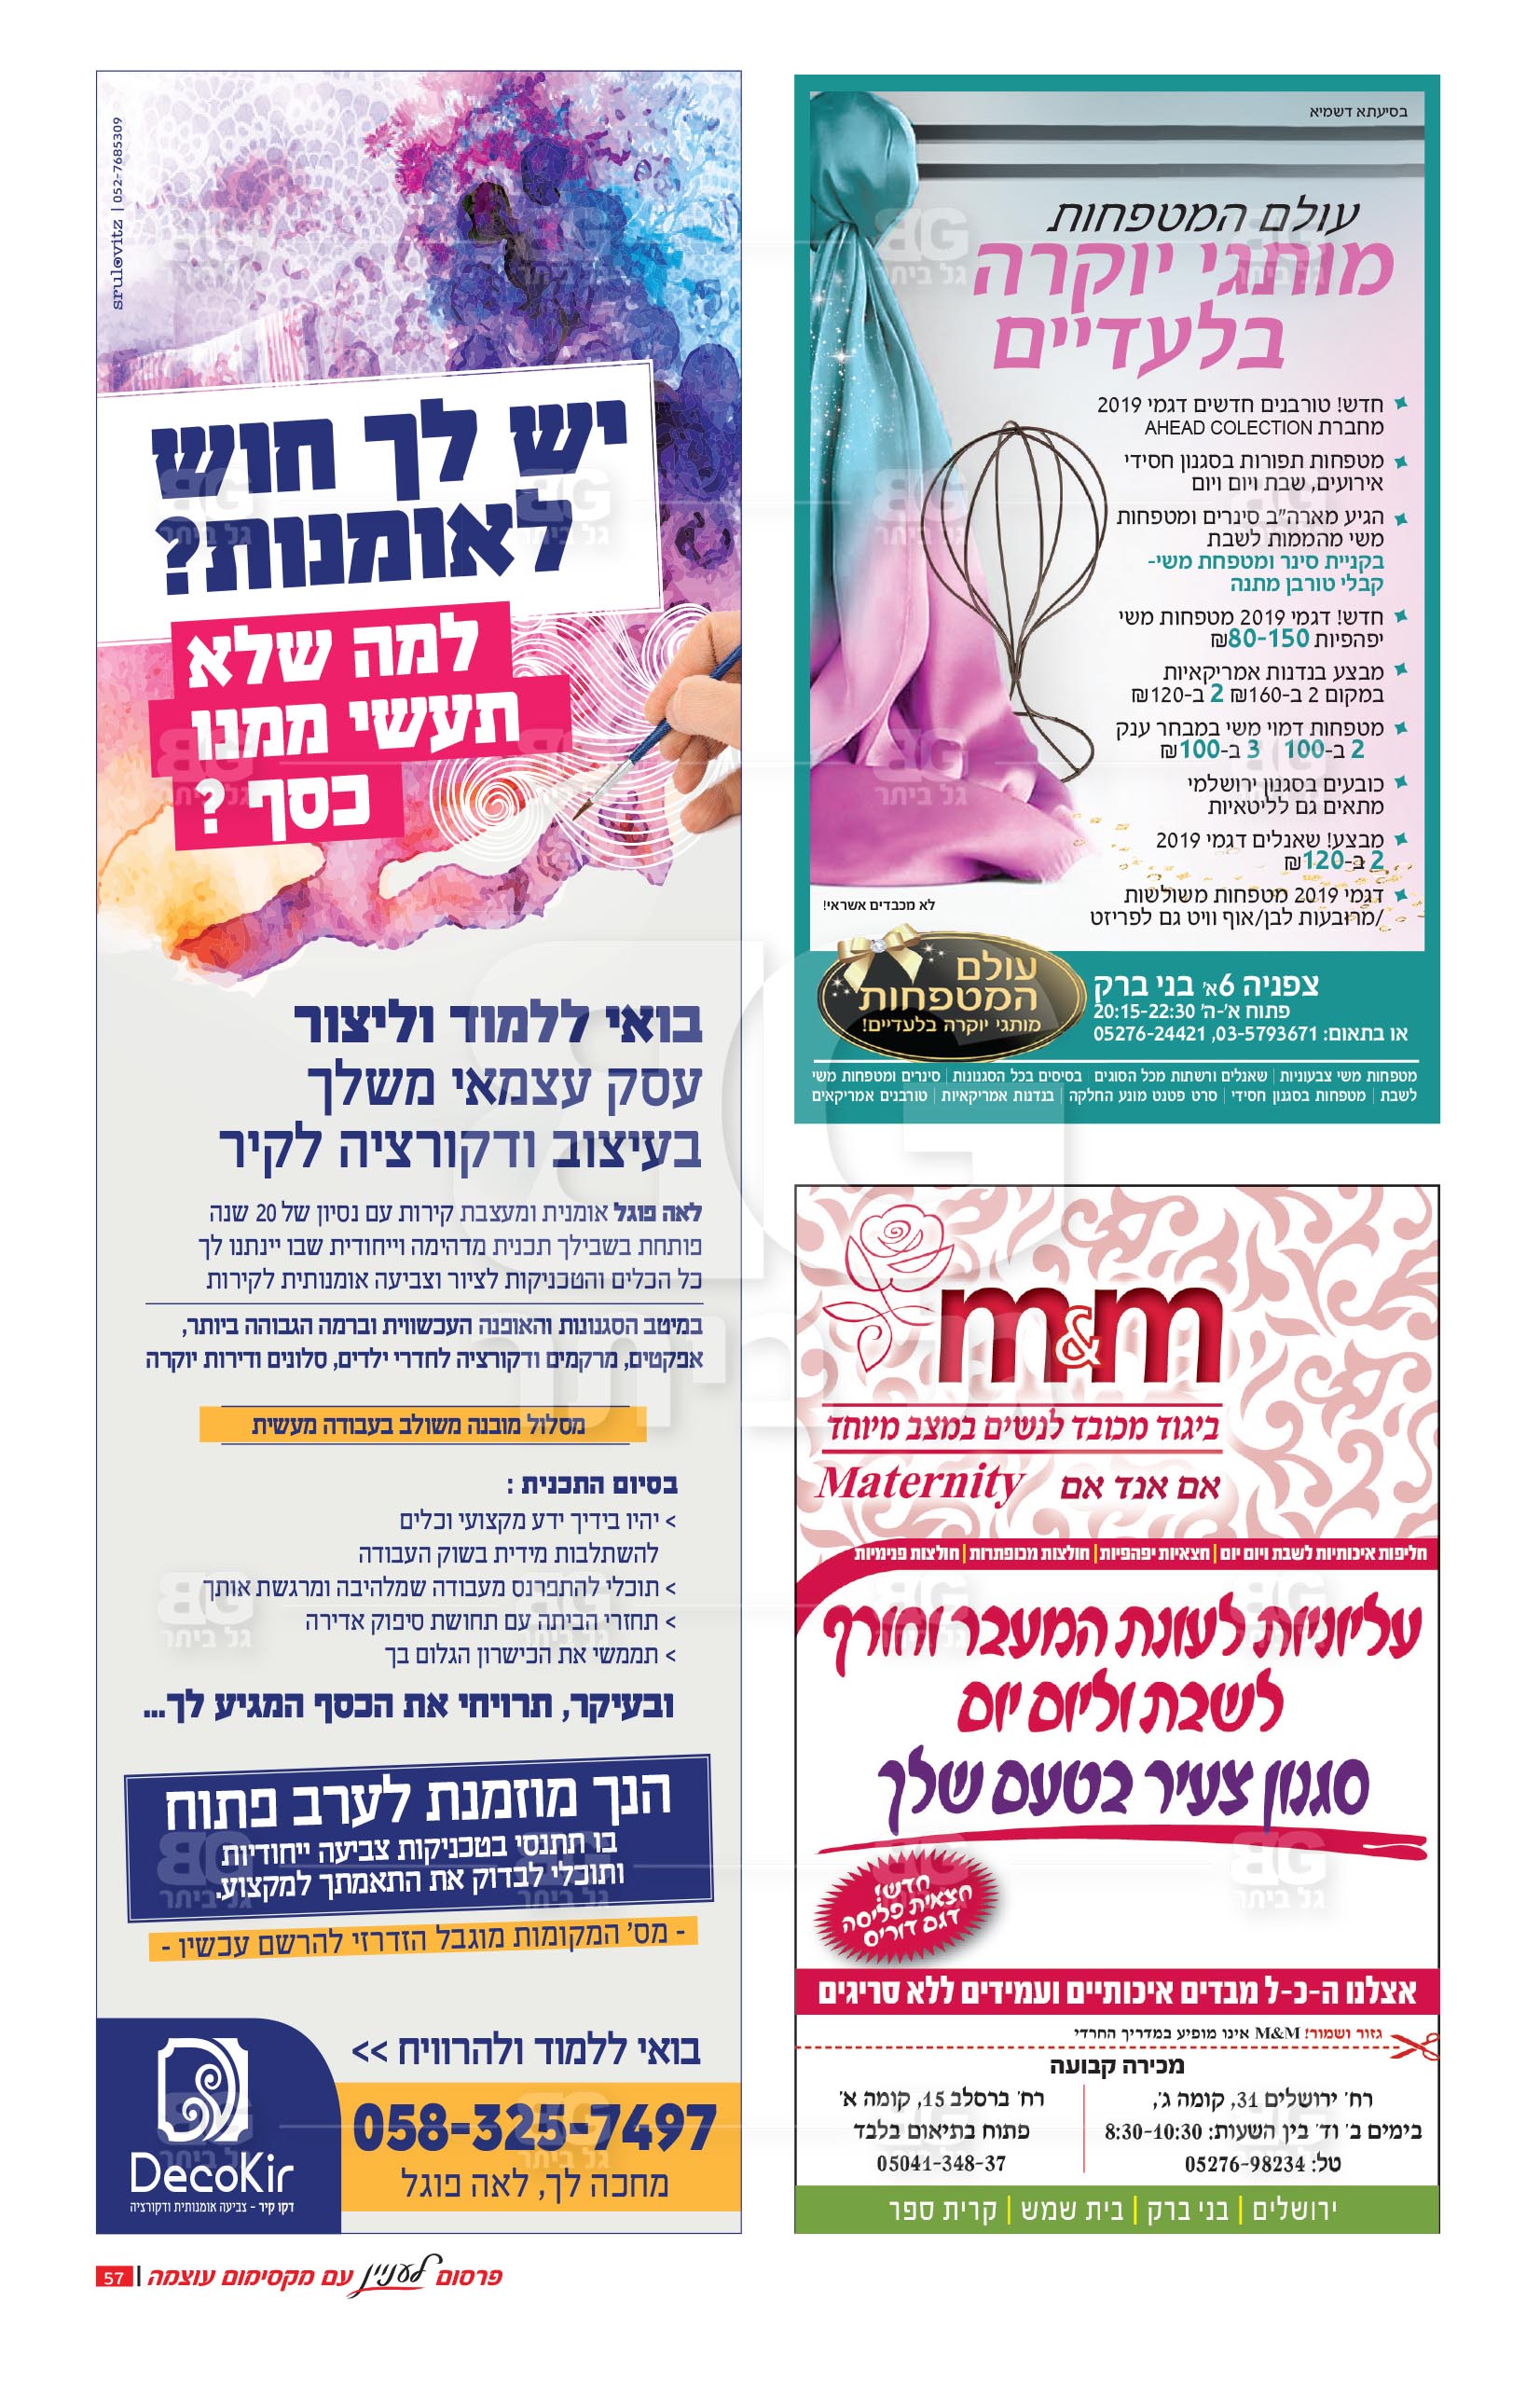 בסיעתא דשמיא
עולם המטפחות
מותגי יוקרה
בלעדיים
חדש! טורבנים חדשים דגמי 2019
מחברת AHEAD COLECTION
מטפחות תפורות בסגנון חסידי
אירועים, שבת ויום ויום
הגיע מארה"ב סינרים ומטפחות
משי מהממות לשבת
בקניית סינר ומטפחת משי-
קבלי טורבן מתנה
חדש! דגמי 2019 מטפחות משי
יפהפיות 80-150₪
מבצע בנדנות אמריקאיות
במקום 2 ב-160₪ 2 ב-120₪
מטפחות דמוי משי במבחר ענק
2 ב-100 3 ב-100₪
כובעים בסגנון ירושלמי
מתאים גם לליטאיות
מבצע! שאנלים דגמי 2019
2 ב-120₪
דגמי 2019 מטפחות משולשות
/מרובעות לבן/אוף וויט גם לפריזט
לא מכבדים אשראי!
עולם
המטפחות
מותגי יוקרה בלעדיים!
צפניה 6א' בני ברק
פתוח א'-ה' 20:15-22:30
או בתאום: 03-5793671, 05276-24421
מטפחות משי צבעוניות | שאנלים ורשתות מכל הסוגים | בסיסים בכל הסגנונות | סינרים ומטפחות משי
לשבת | מטפחות בסגנון חסידי | סרט פטנט מונע החלקה | בנדנות אמריקאיות | טורבנים אמריקאים
m&m
ביגוד מכובד לנשים במצב מיוחד
אם אנד אם Maternity
חליפות איכותיות לשבת ויום יום | חצאיות יפהפיות | חולצות מכופתרות | חולצות פנימיות
עליוניות לעונת המעבר וחורף
לשבת וליום יום
סגנון צעיר בטעם שלך
חדש!
חצאית פליסה
דגם דוריס
אצלנו ה-כ-ל מבדים איכותיים ועמידים ללא סריגים
גזור ושמור! M&M אינו מופיע במדריך החרדי
מכירה קבועה
רח' ירושלים 31, קומה ג',
בימים ב' וד' בין השעות: 8:30-10:30
טל: 05276-98234
רח' ברסלב 15, קומה א'
פתוח בתיאום בלבד
05041-348-37
ירושלים | בני ברק | בית שמש | קרית ספר
srulovitz | 052-7685309
יש לך חוש
לאומנות?
למה שלא
תעשי ממנו
כסף ?
בואי ללמוד וליצור
עסק עצמאי משלך
בעיצוב ודקורציה לקיר
לאה פוגל אומנית ומעצבת קירות עם נסיון של 20 שנה
פותחת בשבילך תכנית מדהימה וייחודית שבו יינתנו לך
כל הכלים והטכניקות לציור וצביעה אומנותית לקירות
במיטב הסגנונות והאופנה העכשווית וברמה הגבוהה ביותר,
אפקטים, מרקמים ודקורציה לחדרי ילדים, סלונים ודירות יוקרה
מסלול מובנה משולב בעבודה מעשית
בסיום התכנית :
> יהיו בידיך ידע מקצועי וכלים
להשתלבות מידית בשוק העבודה
> תוכלי להתפרנס מעבודה שמלהיבה ומרגשת אותך
> תחזרי הביתה עם תחושת סיפוק אדירה
> תממשי את הכישרון הגלום בך
ובעיקר, תרויחי את הכסף המגיע לך...
הנך מוזמנת לערב פתוח
בו תתנסי בטכניקות צביעה ייחודיות
ותוכלי לבדוק את התאמתך למקצוע.
- מס' המקומות מוגבל הזדרזי להרשם עכשיו -
בואי ללמוד ולהרוויח >>
058-325-7497
מחכה לך, לאה פוגל
DecoKir
דקו קיר - צביעה אומנותית ודקורציה
פרסום לעניין עם מקסימום עוצמה | 57
BG
גל ביתר